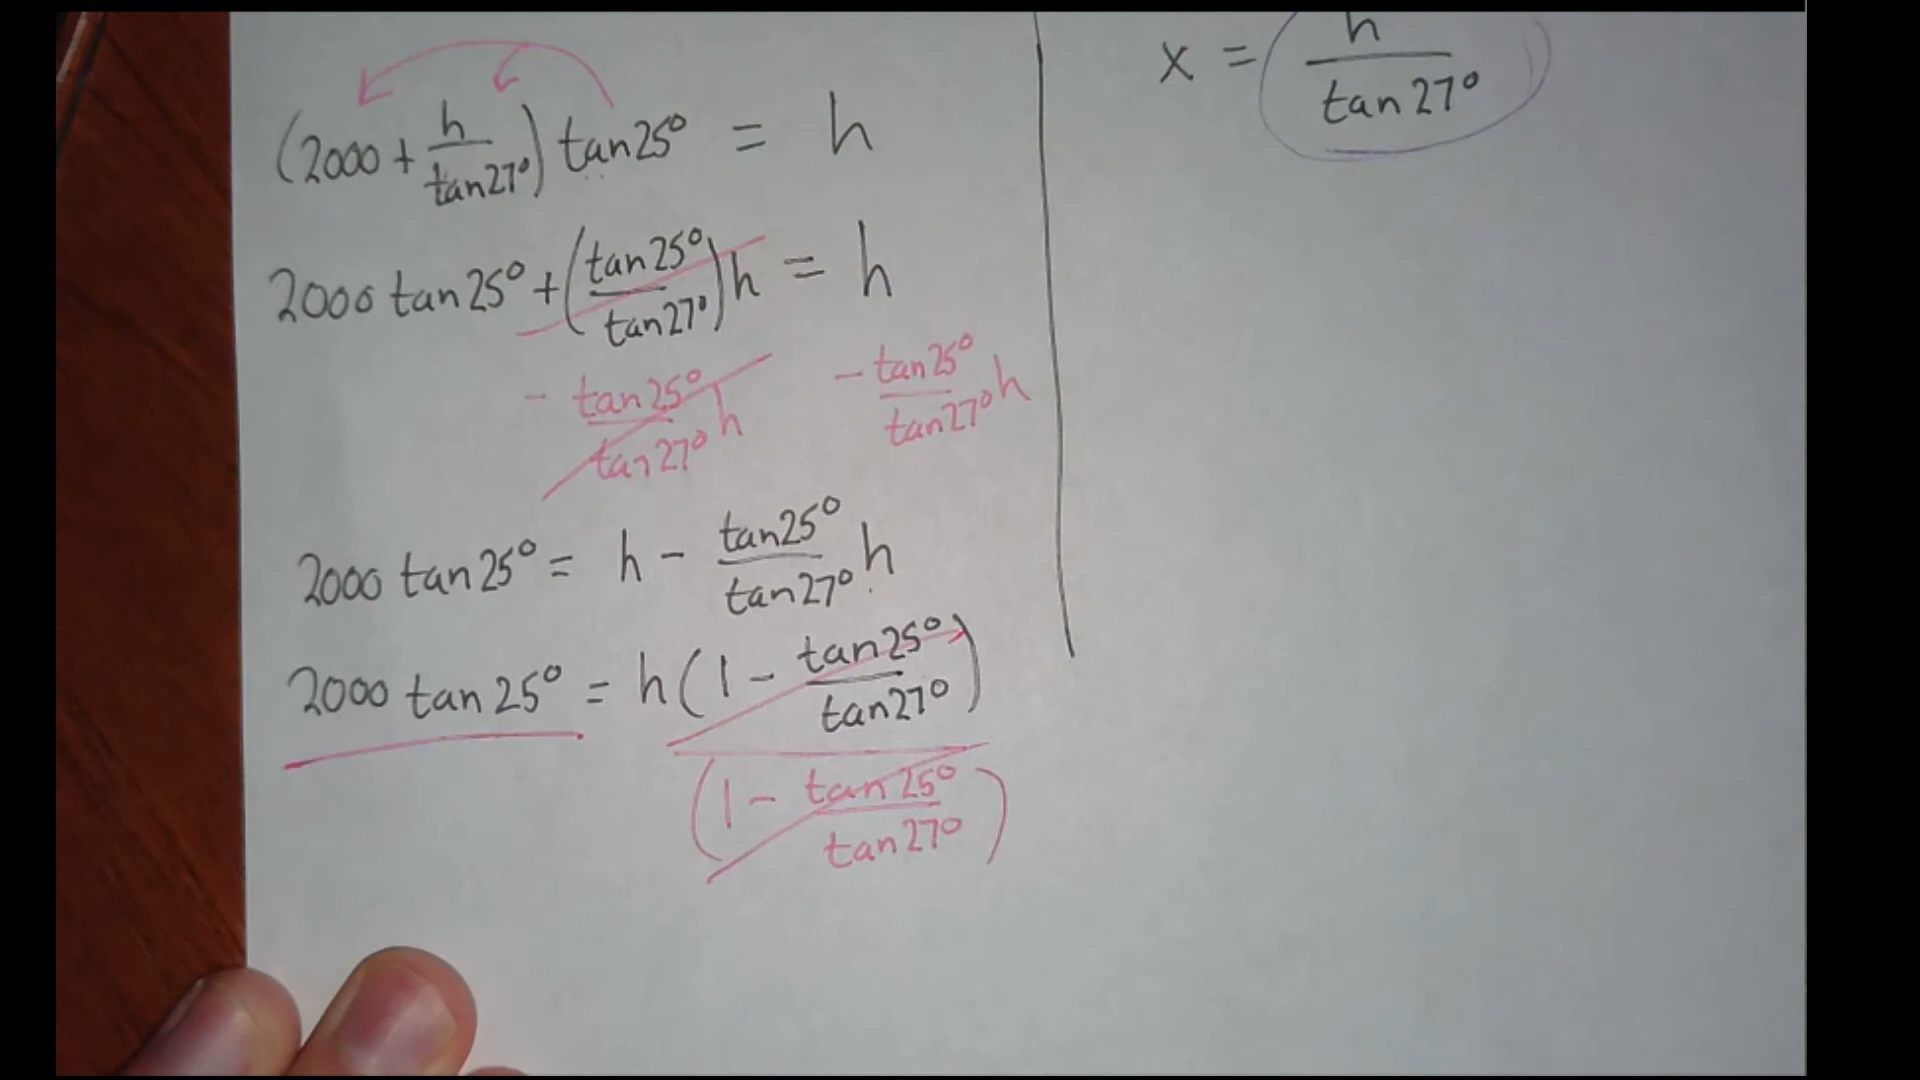 (2000 + h/tan27°) tan25° = h
2000 tan25° + (tan25°/tan27°)h = h
- tan25°/tan27° h - tan25°/tan27° h
2000 tan25° = h - tan25°/tan27° h
2000 tan25° = h(1 - tan25°/tan27°)
(1 - tan25°/tan27°)
x = h/tan27°